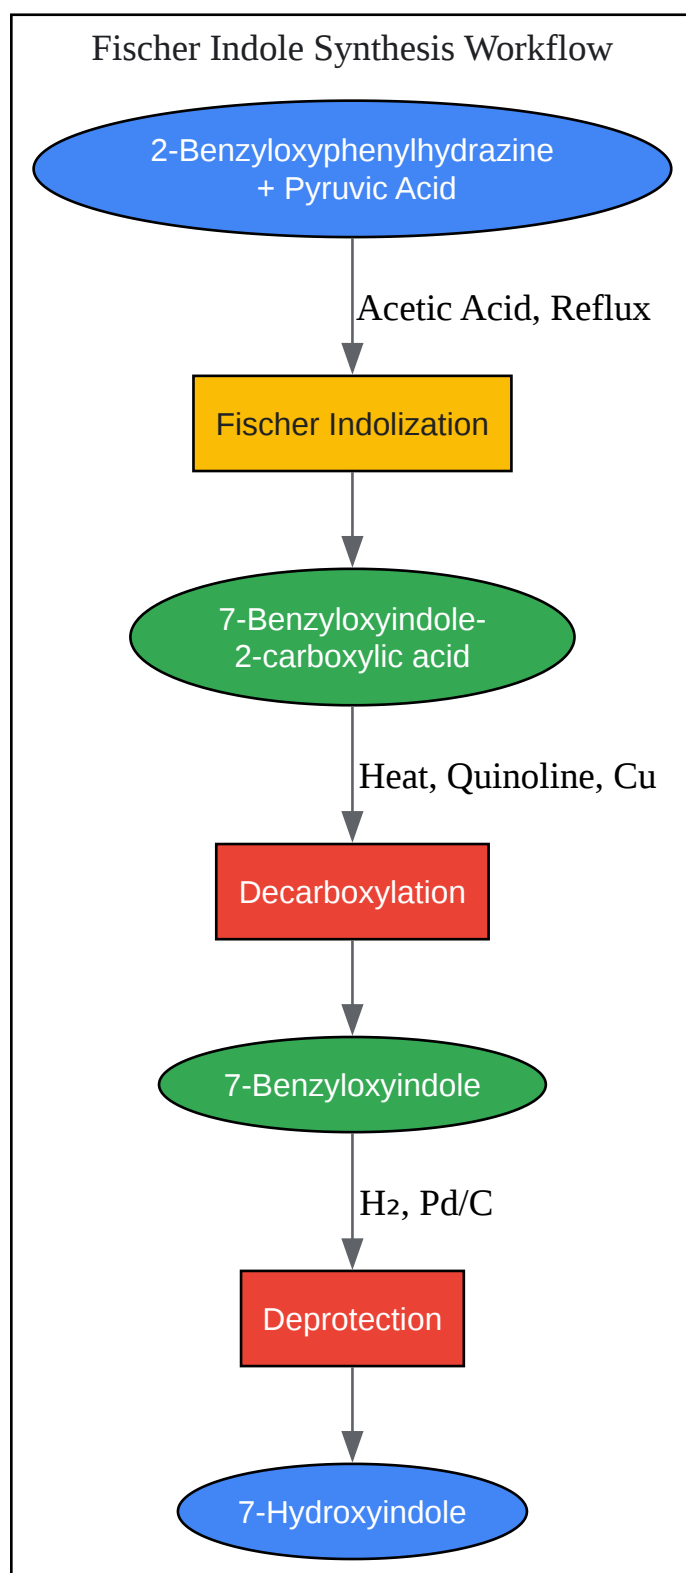 Fischer Indole Synthesis Workflow
2-Benzyloxyphenylhydrazine
+ Pyruvic Acid
Acetic Acid, Reflux
Fischer Indolization
7-Benzyloxyindole-
2-carboxylic acid
Heat, Quinoline, Cu
Decarboxylation
7-Benzyloxyindole
H₂, Pd/C
Deprotection
7-Hydroxyindole